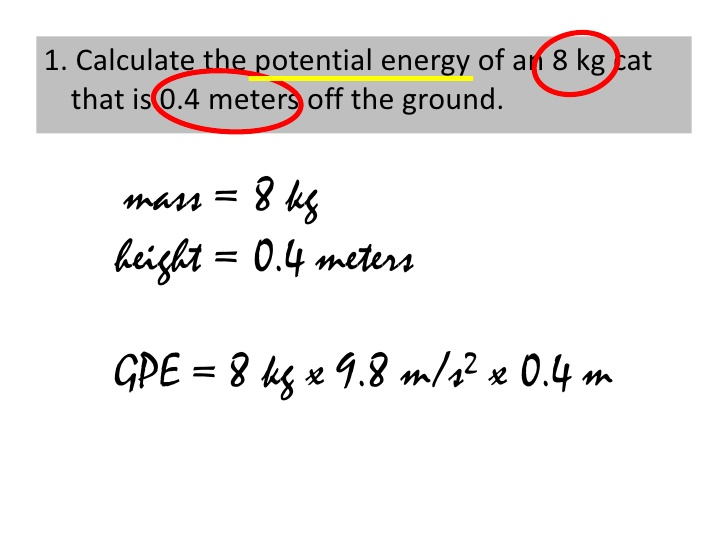 1. Calculate the potential energy of an 8 kg cat
that is 0.4 meters off the ground.
mass = 8 kg
height = 0.4 meters
GPE = 8 kg x 9.8 m/s² x 0.4 m